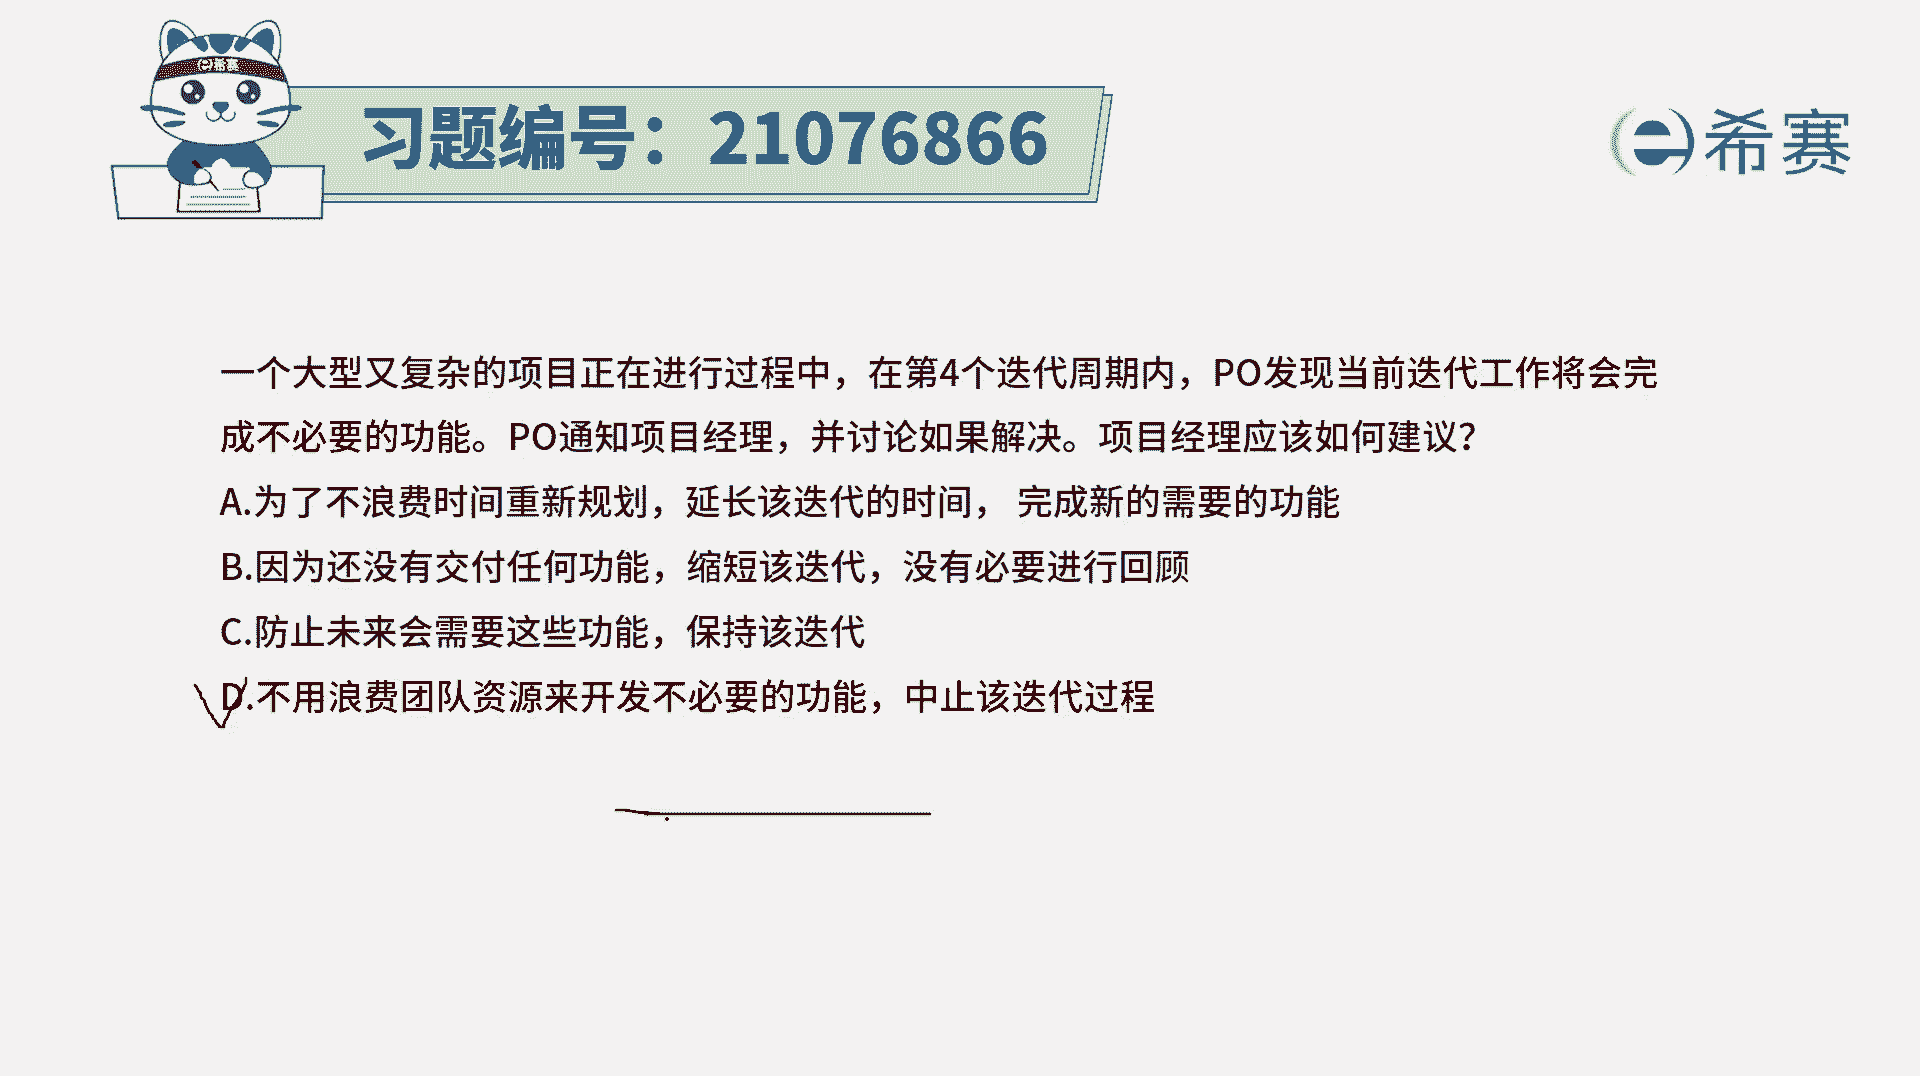 希赛
习题编号：21076866
希赛
一个大型又复杂的项目正在进行过程中，在第4个迭代周期内，PO发现当前迭代工作将会完
成不必要的功能。PO通知项目经理，并讨论如果解决。项目经理应该如何建议？
A.为了不浪费时间重新规划，延长该迭代的时间， 完成新的需要的功能
B.因为还没有交付任何功能，缩短该迭代，没有必要进行回顾
C.防止未来会需要这些功能，保持该迭代
D.不用浪费团队资源来开发不必要的功能，中止该迭代过程